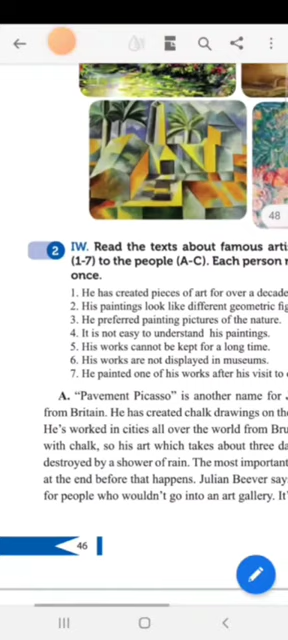 48
2 IW. Read the texts about famous arti
(1-7) to the people (A-C). Each person
once.
1. He has created pieces of art for over a decade
2. His paintings look like different geometric fig
3. He preferred painting pictures of the nature.
4. It is not easy to understand his paintings.
5. His works cannot be kept for a long time.
6. His works are not displayed in museums.
7. He painted one of his works after his visit to
A. “Pavement Picasso” is another name for
from Britain. He has created chalk drawings on the
He’s worked in cities all over the world from Bru
with chalk, so his art which takes about three da
destroyed by a shower of rain. The most important
at the end before that happens. Julian Beever say
for people who wouldn’t go into an art gallery. It’
46